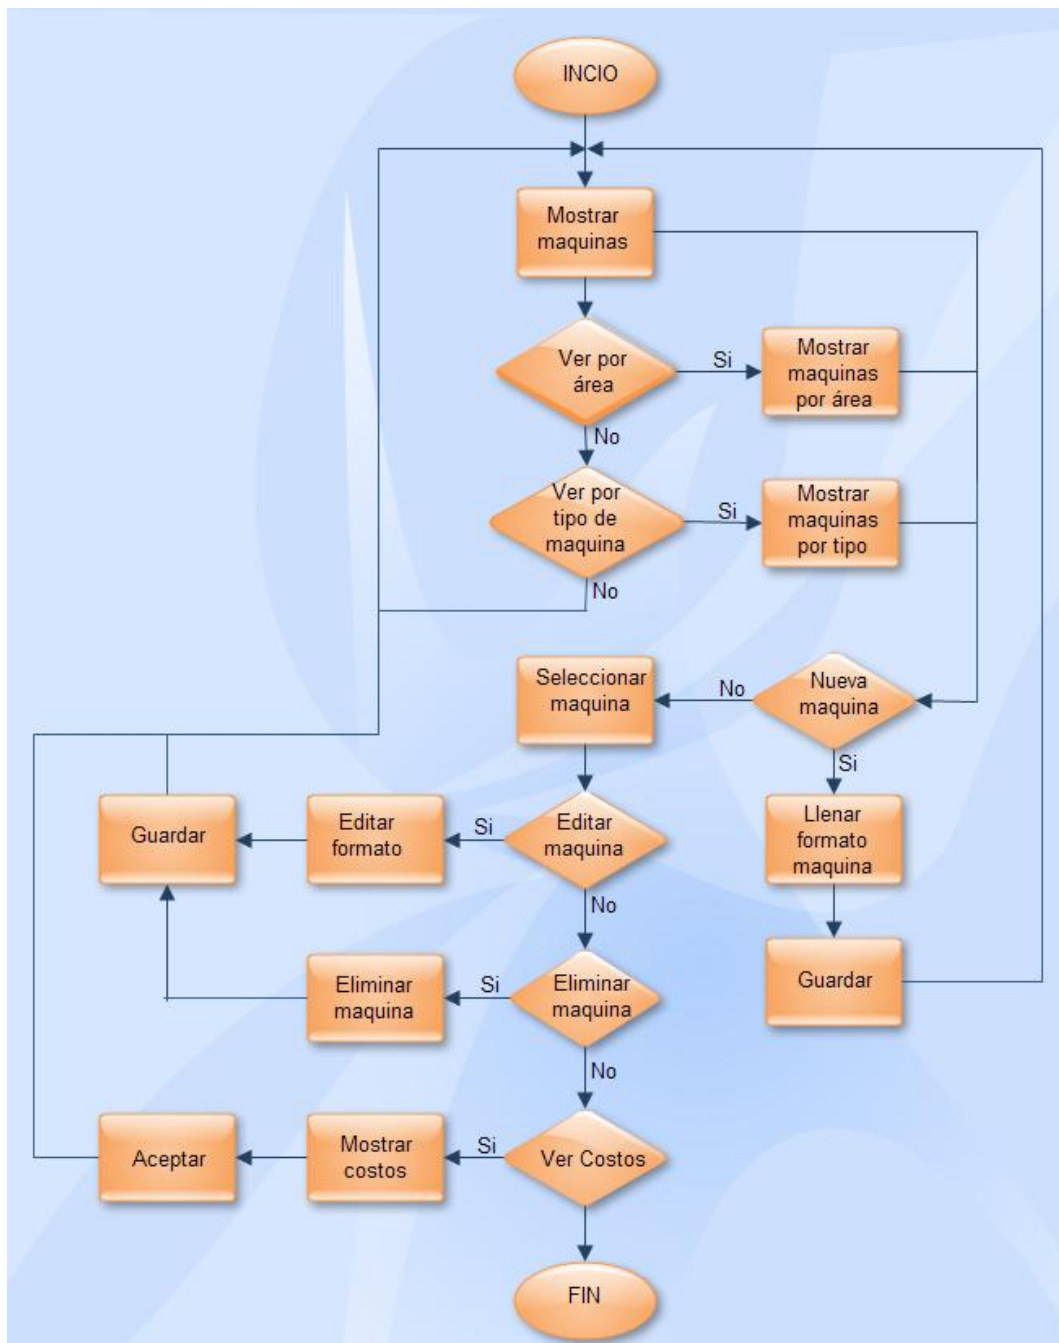 INCIO
Mostrar
maquinas
Ver por
área
Si
Mostrar
maquinas
por área
No
Ver por
tipo de
maquina
Si
Mostrar
maquinas
por tipo
No
Seleccionar
maquina
No
Nueva
maquina
Si
Guardar
Editar
formato
Si
Editar
maquina
Llenar
formato
maquina
No
Eliminar
maquina
Si
Eliminar
maquina
Guardar
No
Aceptar
Mostrar
costos
Si
Ver Costos
FIN